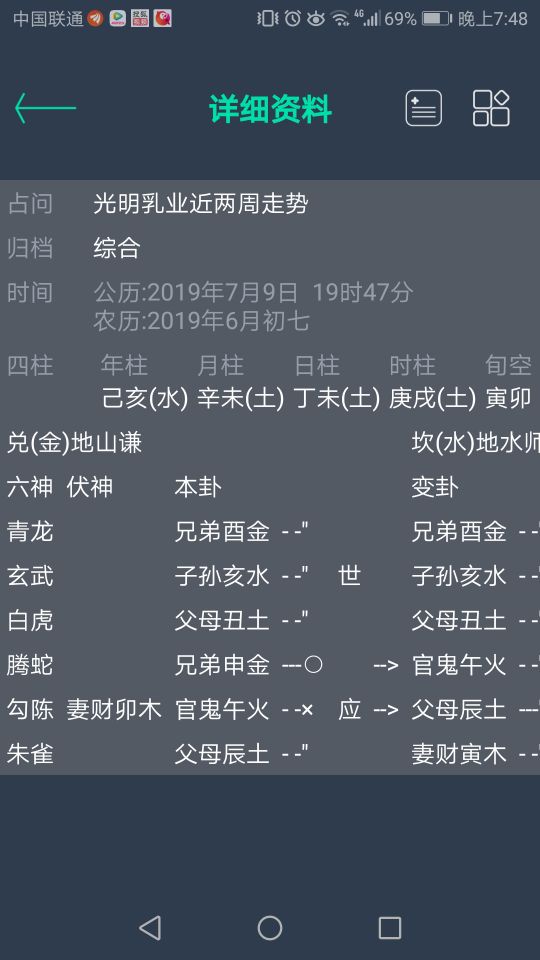 中国联通 搜狐视频 4G 69% 晚上7:48
详细资料
占问 光明乳业近两周走势
归档 综合
时间 公历:2019年7月9日 19时47分
农历:2019年6月初七
四柱 年柱 月柱 日柱 时柱 旬空
己亥(水) 辛未(土) 丁未(土) 庚戌(土) 寅卯
兑(金)地山谦 坎(水)地水师
六神 伏神 本卦 变卦
青龙 兄弟酉金 - -" 兄弟酉金 - -"
玄武 子孙亥水 - -" 世 子孙亥水 - -"
白虎 父母丑土 - -" 父母丑土 - -"
腾蛇 兄弟申金 ---○ --> 官鬼午火 - -"
勾陈 妻财卯木 官鬼午火 - -× 应 --> 父母辰土 ---"
朱雀 父母辰土 - -" 妻财寅木 - -"